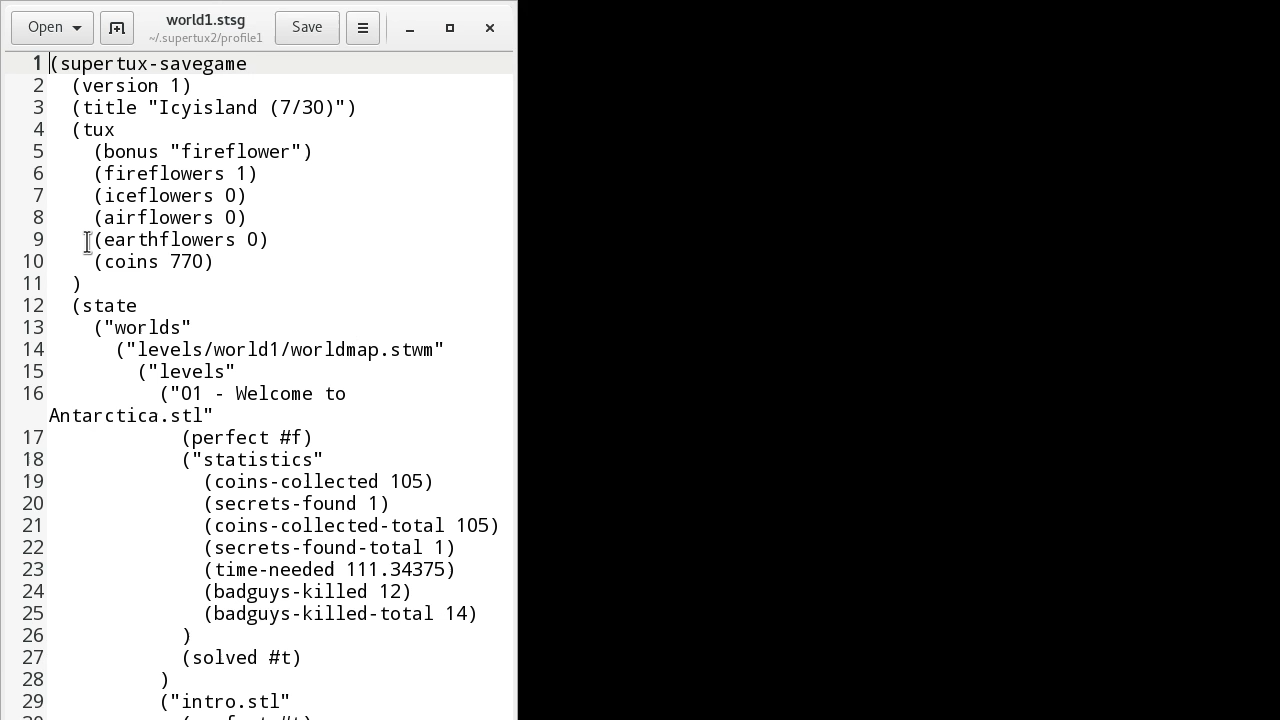 Open
world1.stsg
~/.supertux2/profile1
Save
1 (supertux-savegame
2 (version 1)
3 (title "Icyisland (7/30)")
4 (tux
5 (bonus "fireflower")
6 (fireflowers 1)
7 (iceflowers 0)
8 (airflowers 0)
9 (earthflowers 0)
10 (coins 770)
11 )
12 (state
13 ("worlds"
14 ("levels/world1/worldmap.stwm"
15 ("levels"
16 ("01 - Welcome to
Antarctica.stl"
17 (perfect #f)
18 ("statistics"
19 (coins-collected 105)
20 (secrets-found 1)
21 (coins-collected-total 105)
22 (secrets-found-total 1)
23 (time-needed 111.34375)
24 (badguys-killed 12)
25 (badguys-killed-total 14)
26 )
27 (solved #t)
28 )
29 ("intro.stl"